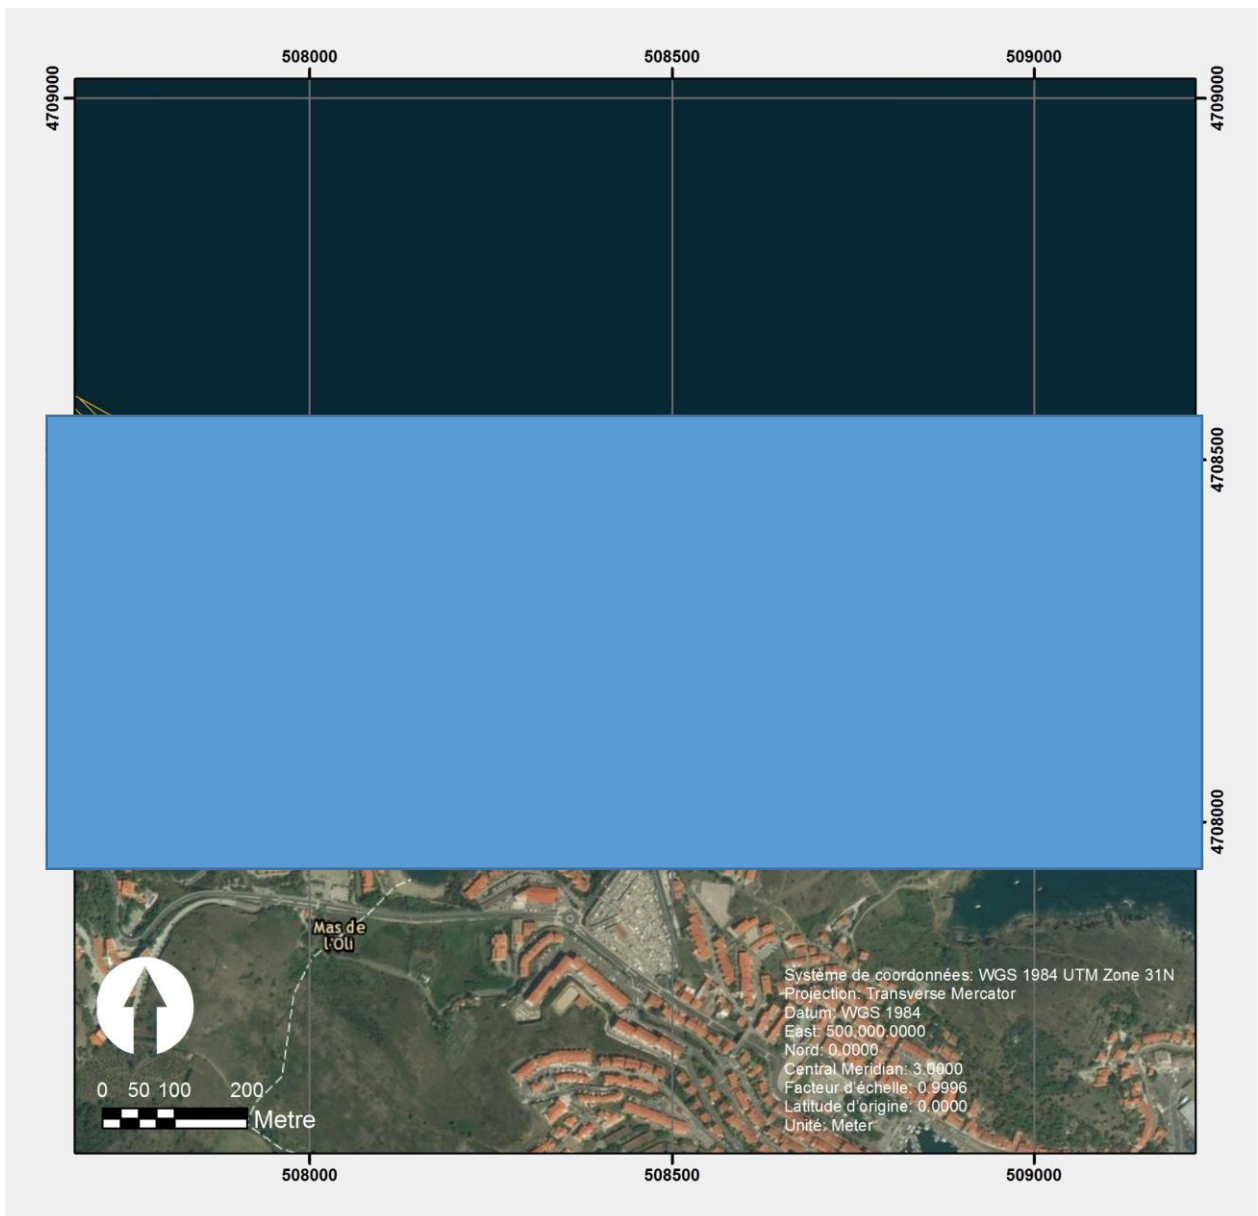 508000 508500 509000
4709000 4709000
4708500
4708000
Mas de
l'Oli
Système de coordonnées: WGS 1984 UTM Zone 31N
Projection: Transverse Mercator
Datum: WGS 1984
East: 500,000.0000
Nord: 0.0000
Central Meridian: 3.0000
Facteur d'échelle: 0.9996
Latitude d'origine: 0.0000
Unité: Meter
0 50 100 200
Metre
508000 508500 509000